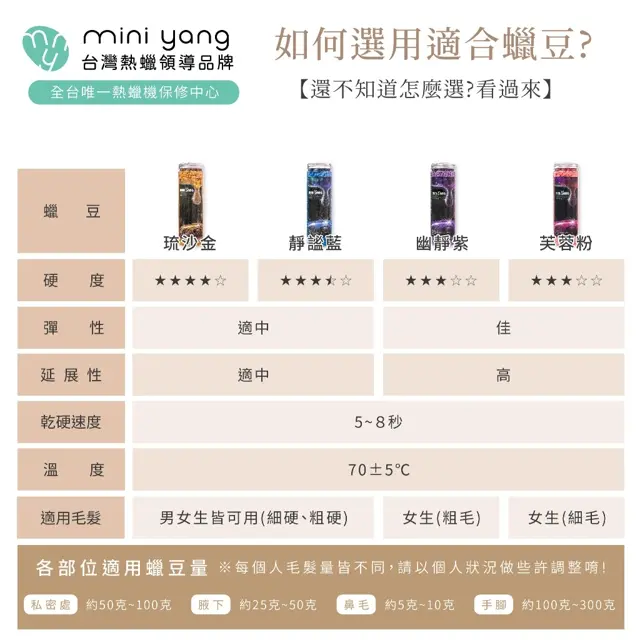 mini yang
台灣熱蠟領導品牌
全台唯一熱蠟機保修中心
如何選用適合蠟豆?
【還不知道怎麼選?看過來】
蠟豆 琉沙金 靜謐藍 幽靜紫 芙蓉粉
硬度 ★★★★☆ ★★★⯪☆ ★★★☆☆ ★★★☆☆
彈性 適中 佳
延展性 適中 高
乾硬速度 5~8秒
溫度 70±5℃
適用毛髮 男女生皆可用(細硬、粗硬) 女生(粗毛) 女生(細毛)
各部位適用蠟豆量 ※每個人毛髮量皆不同,請以個人狀況做些許調整唷!
私密處 約50克~100克 腋下 約25克~50克 鼻毛 約5克~10克 手腳 約100克~300克